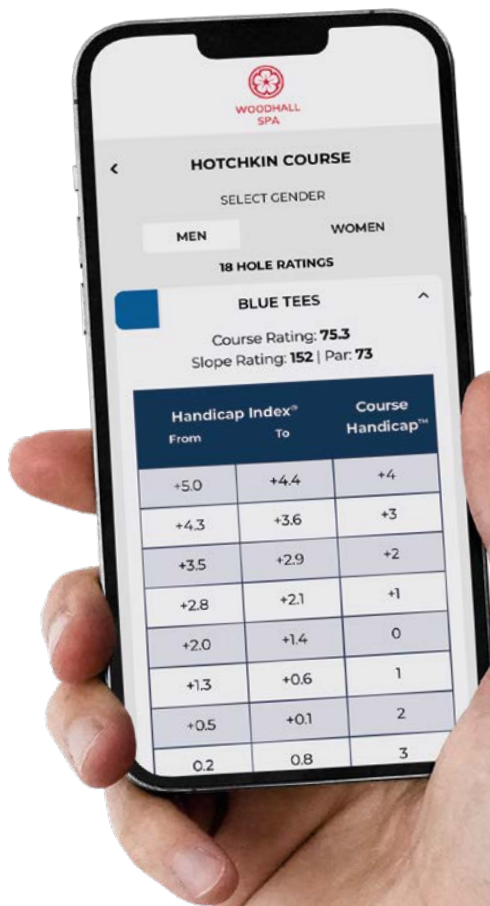 WOODHALL
SPA
< HOTCHKIN COURSE
SELECT GENDER
MEN WOMEN
18 HOLE RATINGS
BLUE TEES
Course Rating: 75.3
Slope Rating: 152 | Par: 73
Handicap Index® Course
From To Handicap™
+5.0 +4.4 +4
+4.3 +3.6 +3
+3.5 +2.9 +2
+2.8 +2.1 +1
+2.0 +1.4 0
+1.3 +0.6 1
+0.5 +0.1 2
0.2 0.8 3